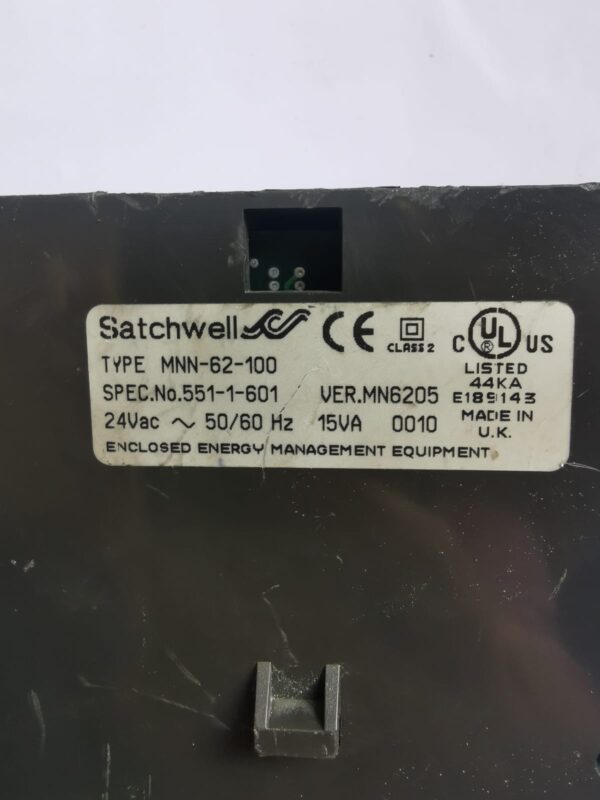 Satchwell CE CLASS 2 C UL ® US
LISTED
TYPE MNN-62-100 44KA
SPEC.No.551-1-601 VER.MN6205 E189143
24Vac ~ 50/60 Hz 15VA 0010 MADE IN
U.K.
ENCLOSED ENERGY MANAGEMENT EQUIPMENT